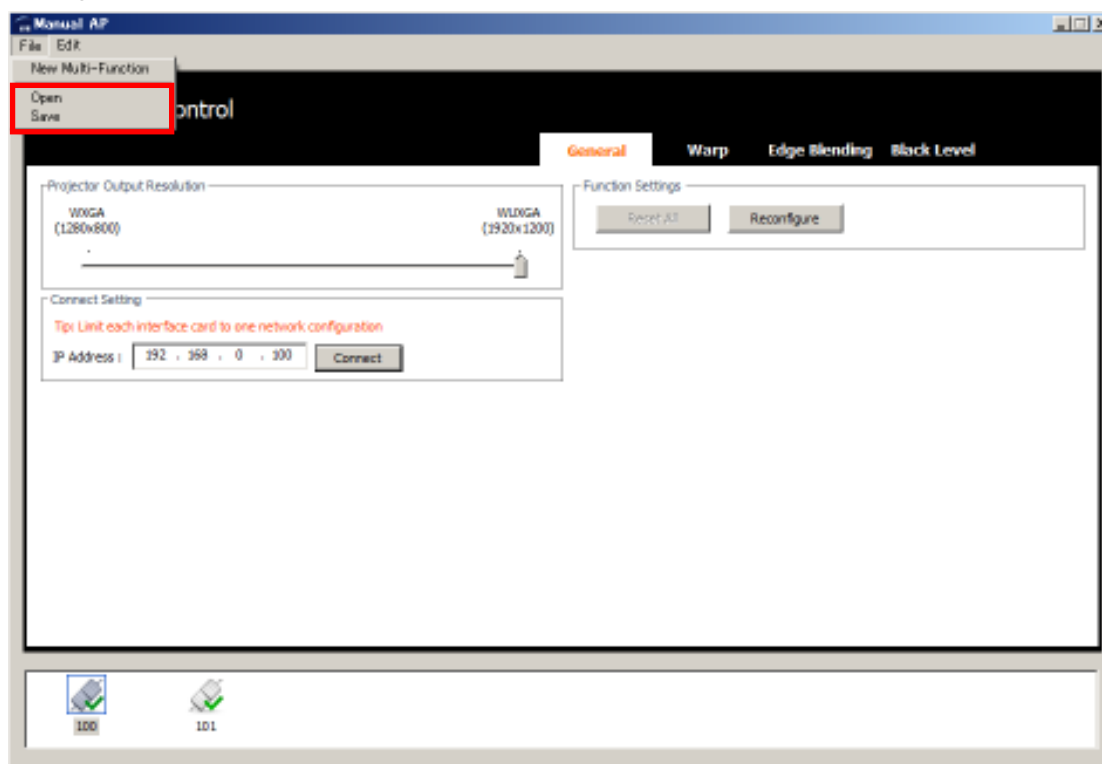 Manual AP
File Edit
New Multi-Function
Open
Save
ontrol
General Warp Edge Blending Black Level
Projector Output Resolution
WXGA
(1280x800)
WUXGA
(1920x1200)
Function Settings
Reset All Reconfigure
Connect Setting
Tip: Limit each interface card to one network configuration
IP Address : 192 . 168 . 0 . 100 Connect
100 101